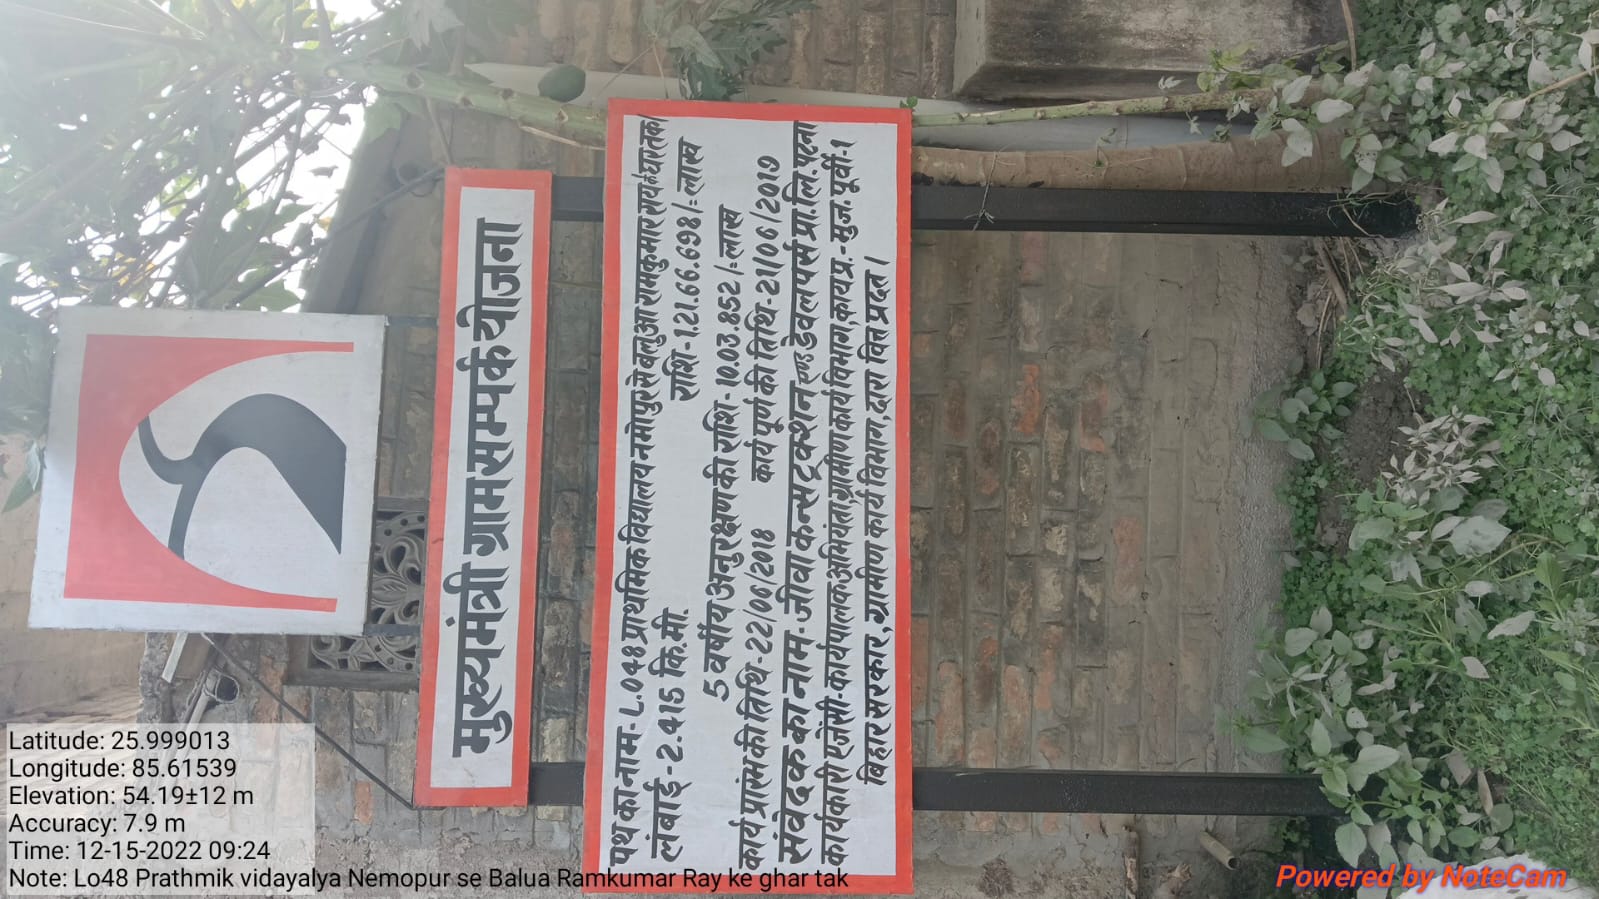 मुख्यमंत्री ग्राम सम्पर्क योजना
पथ का नाम - L.048 प्राथमिक विद्यालय नमोपुर से बलुआ रामकुमार राय के घर तक।
लंबाई - 2.415 कि.मी. राशि - 1.21.66.698/= लाख
5 वर्षीय अनुरक्षण की राशि - 10.03.852/= लाख
कार्य प्रारंभ की तिथि - 22/06/2018 कार्य पूर्ण की तिथि - 21/06/2019
संवेदक का नाम - जीवा कन्सट्रक्शन एण्ड डेवलपर्स प्रा.लि. पटना
कार्यकारी एजेंसी - कार्यपालक अभियंता, ग्रामीण कार्य विभाग, कार्य प्र. - मुज. पूर्वी - 1
बिहार सरकार, ग्रामीण कार्य विभाग, द्वारा वित्त प्रदत्त।
Latitude: 25.999013
Longitude: 85.61539
Elevation: 54.19±12 m
Accuracy: 7.9 m
Time: 12-15-2022 09:24
Note: Lo48 Prathmik vidayalya Nemopur se Balua Ramkumar Ray ke ghar tak
Powered by NoteCam